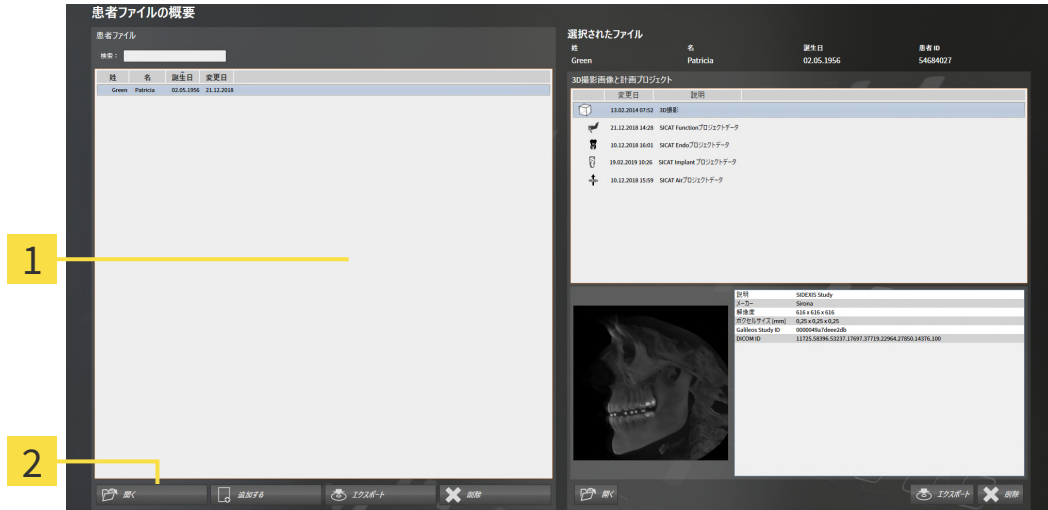 患者ファイルの概要
患者ファイル
検索：
姓 名 誕生日 変更日
Green Patricia 02.05.1956 21.12.2018
1
2
開く 追加する エクスポート 削除
選択されたファイル
姓 名 誕生日 患者 ID
Green Patricia 02.05.1956 54684027
3D撮影画像と計画プロジェクト
変更日 説明
13.02.2014 07:52 3D撮影
21.12.2018 14:28 SICAT Functionプロジェクトデータ
10.12.2018 16:01 SICAT Endoプロジェクトデータ
19.02.2019 10:26 SICAT Implant プロジェクトデータ
10.12.2018 15:59 SICAT Airプロジェクトデータ
説明 SIDEXIS Study
メーカー Sirona
解像度 616 x 616 x 616
ボクセルサイズ (mm) 0,25 x 0,25 x 0,25
Galileos Study ID 0000049a7deee2db
DICOM ID 11725.58396.53237.17697.37719.22964.27850.14376.100
開く エクスポート 削除